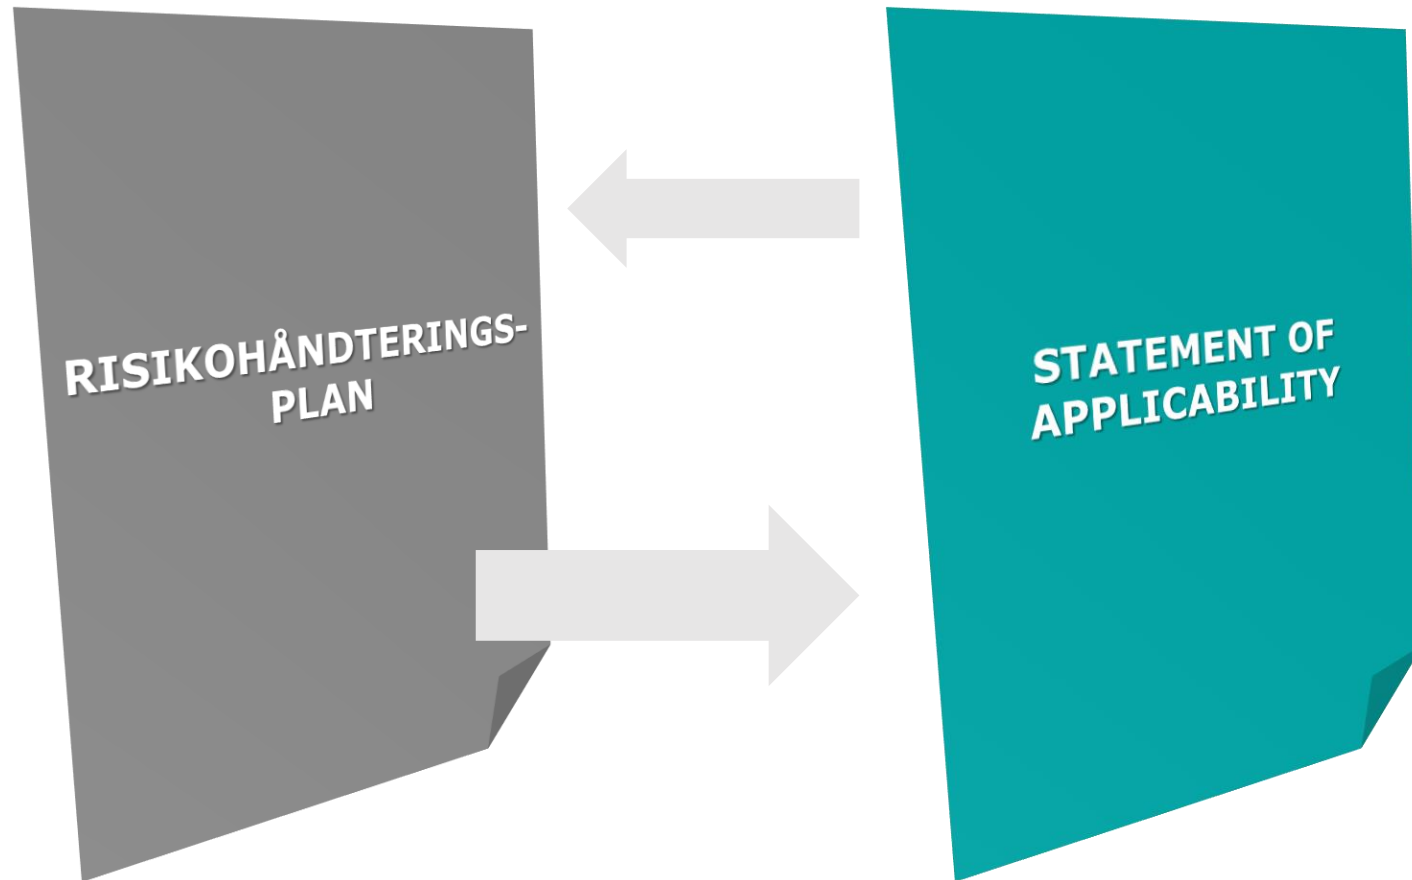 RISIKOHÅNDTERINGS-
PLAN
STATEMENT OF
APPLICABILITY